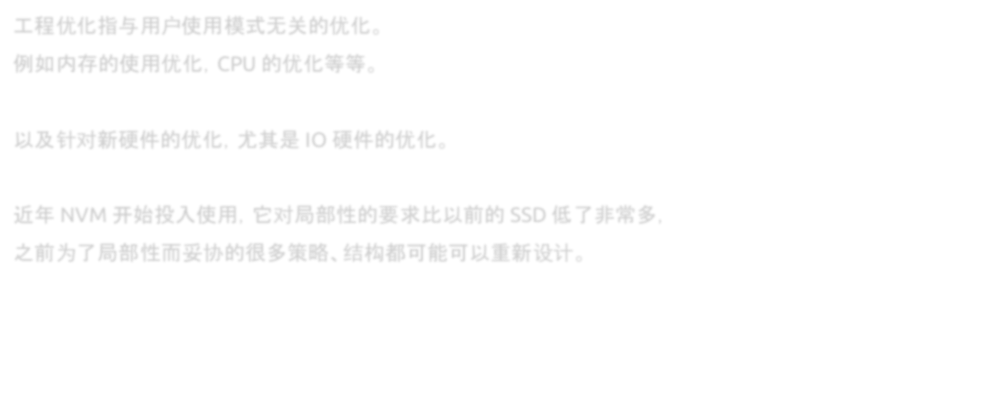 工程优化指与用户使用模式无关的优化。
例如内存的使用优化, CPU 的优化等等。
以及针对新硬件的优化, 尤其是 IO 硬件的优化。
近年 NVM 开始投入使用, 它对局部性的要求比以前的 SSD 低了非常多,
之前为了局部性而妥协的很多策略、结构都可能可以重新设计。